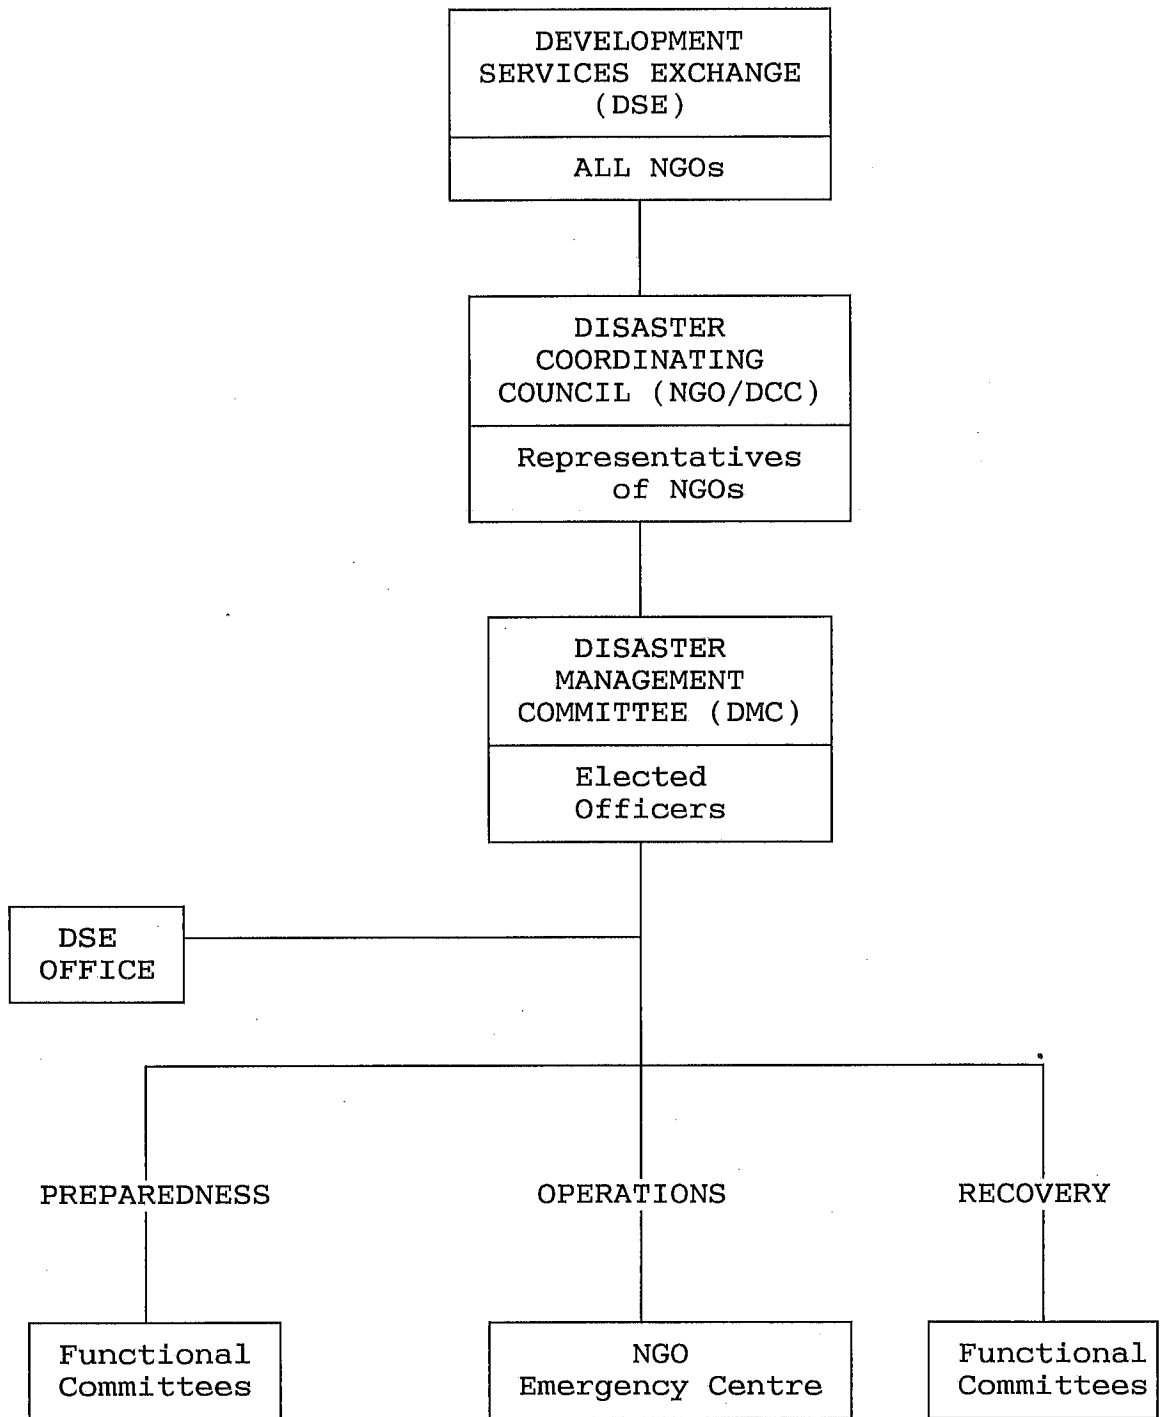 DEVELOPMENT
SERVICES EXCHANGE
(DSE)
ALL NGOs
DISASTER
COORDINATING
COUNCIL (NGO/DCC)
Representatives
of NGOs
DISASTER
MANAGEMENT
COMMITTEE (DMC)
Elected
Officers
DSE
OFFICE
PREPAREDNESS
OPERATIONS
RECOVERY
Functional
Committees
NGO
Emergency Centre
Functional
Committees